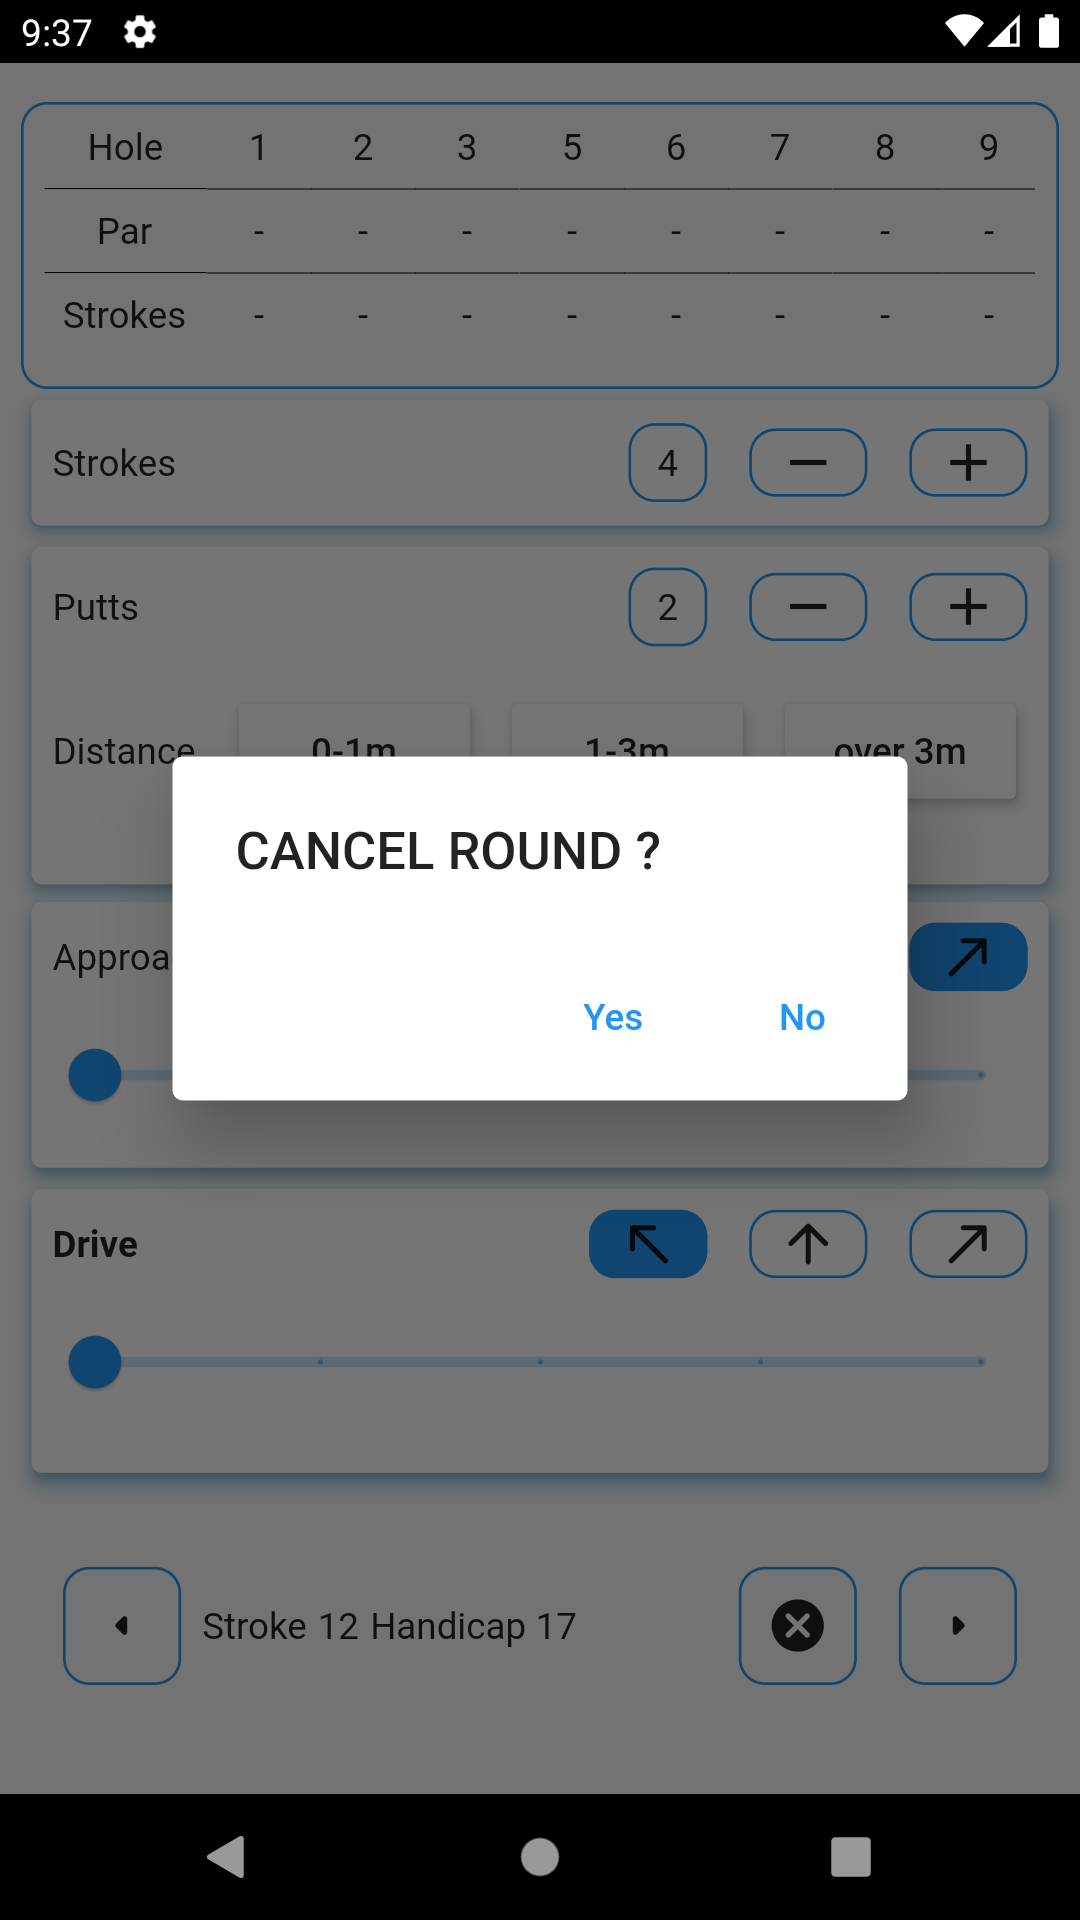 9:37
Hole 1 2 3 5 6 7 8 9
Par - - - - - - - -
Strokes - - - - - - - -
Strokes 4
Putts 2
Distance 0-1m 1-3m over 3m
CANCEL ROUND ?
Approa
Yes No
Drive
Stroke 12 Handicap 17